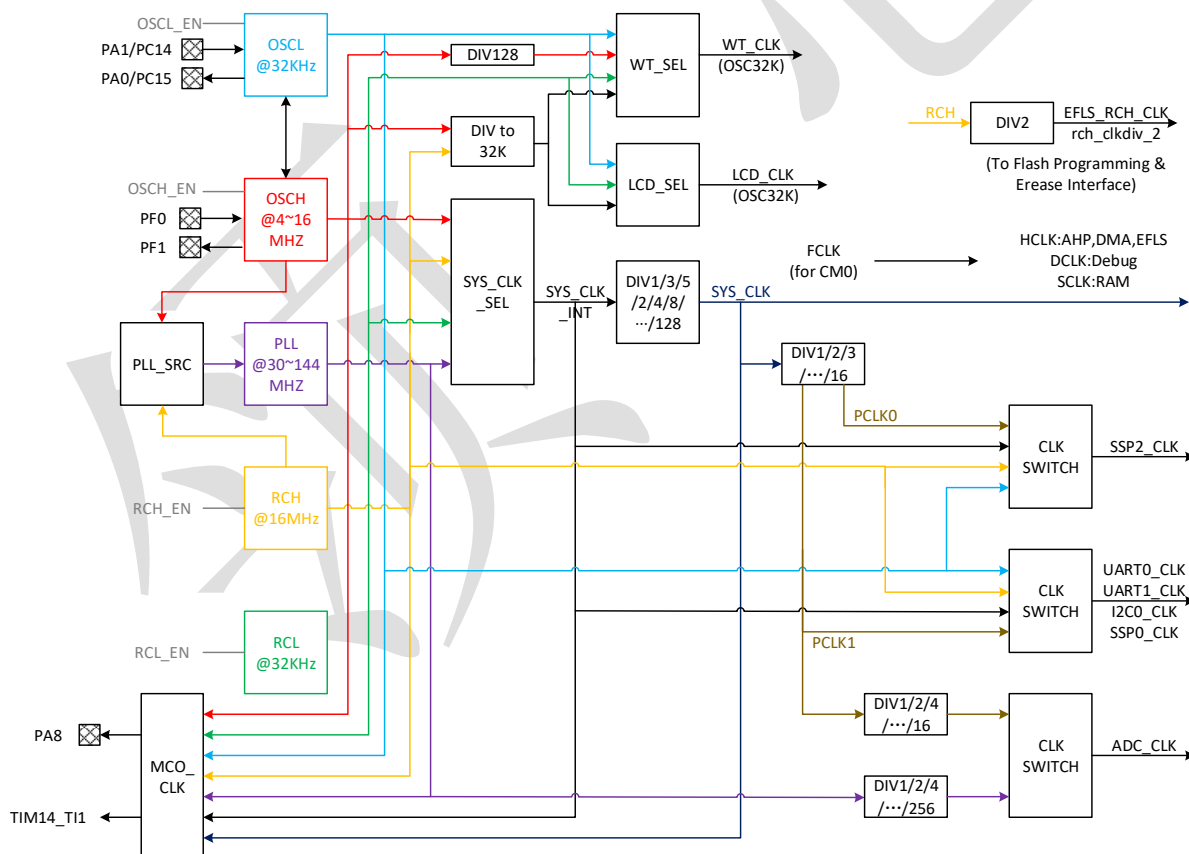 OSCL_EN
PA1/PC14
PA0/PC15
OSCL
@32KHz
DIV128
WT_SEL
WT_CLK
(OSC32K)
DIV to
32K
LCD_SEL
LCD_CLK
(OSC32K)
RCH
DIV2
EFLS_RCH_CLK
rch_clkdiv_2
(To Flash Programming &
Erease Interface)
OSCH_EN
PF0
PF1
OSCH
@4~16
MHZ
SYS_CLK
_SEL
SYS_CLK
_INT
DIV1/3/5
/2/4/8/
…/128
SYS_CLK
FCLK
(for CM0)
HCLK:AHP,DMA,EFLS
DCLK:Debug
SCLK:RAM
PLL_SRC
PLL
@30~144
MHZ
DIV1/2/3
/…/16
PCLK0
CLK
SWITCH
SSP2_CLK
RCH_EN
RCH
@16MHz
CLK
SWITCH
UART0_CLK
UART1_CLK
I2C0_CLK
SSP0_CLK
PCLK1
RCL_EN
RCL
@32KHz
PA8
TIM14_TI1
MCO_
CLK
DIV1/2/4
/…/16
DIV1/2/4
/…/256
CLK
SWITCH
ADC_CLK